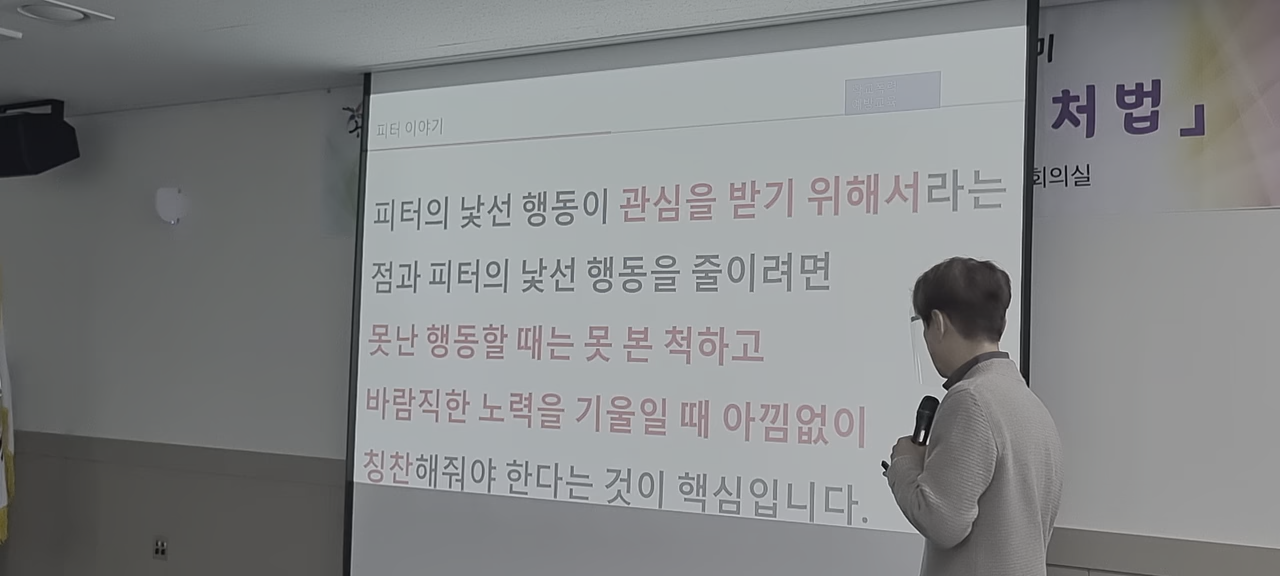 피터 이야기
피터의 낯선 행동이 관심을 받기 위해서라는
점과 피터의 낯선 행동을 줄이려면
못난 행동할 때는 못 본 척하고
바람직한 노력을 기울일 때 아낌없이
칭찬해줘야 한다는 것이 핵심입니다.
미
처법」
회의실